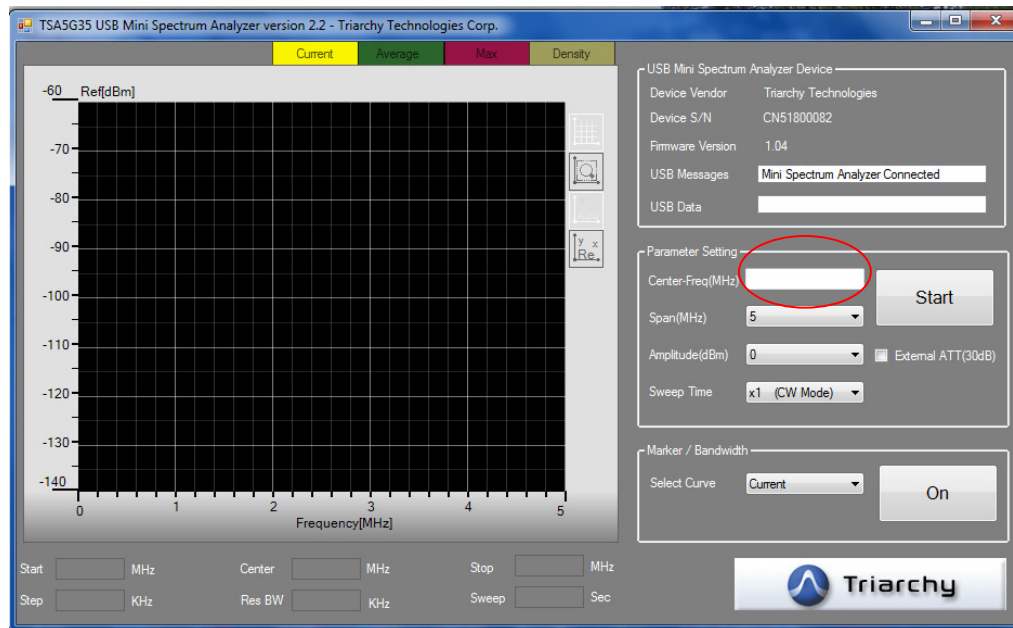 TSA5G35 USB Mini Spectrum Analyzer version 2.2 - Triarchy Technologies Corp.
Current Average Max Density
-60 Ref[dBm]
-70
-80
-90
-100
-110
-120
-130
-140
0 1 2 3 4 5
Frequency[MHz]
y x
Re.
Start MHz Center MHz Stop MHz
Step KHz Res BW KHz Sweep Sec
USB Mini Spectrum Analyzer Device
Device Vendor Triarchy Technologies
Device S/N CN51800082
Firmware Version 1.04
USB Messages Mini Spectrum Analyzer Connected
USB Data
Parameter Setting
Center-Freq(MHz)
Start
Span(MHz) 5
Amplitude(dBm) 0 External ATT(30dB)
Sweep Time x1 (CW Mode)
Marker / Bandwidth
Select Curve Current On
Triarchy